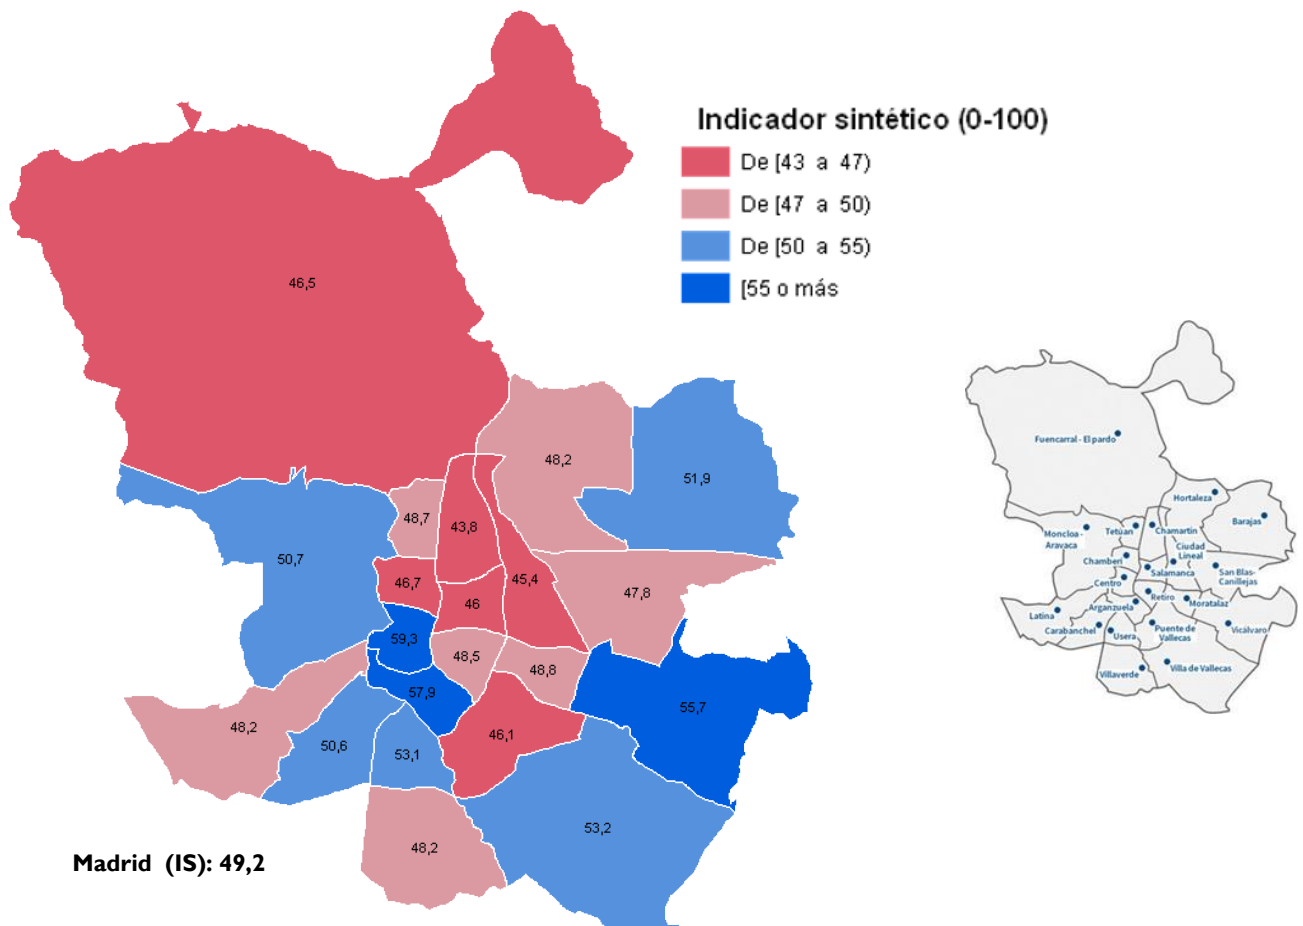 Indicador sintético (0-100)
De [43 a 47)
De [47 a 50)
De [50 a 55)
[55 o más
46,5
48,2
51,9
48,7
43,8
50,7
46,7
46
45,4
47,8
59,3
48,5
48,8
57,9
55,7
48,2
50,6
53,1
46,1
53,2
48,2
Madrid (IS): 49,2
Fuencarral - El pardo
Hortaleza
Barajas
Moncloa -
Aravaca
Tetúan
Chamartín
Ciudad
Lineal
Chamberí
Salamanca
San Blas-
Canillejas
Centro
Retiro
Moratalaz
Arganzuela
Latina
Carabanchel
Usera
Puente de
Vallecas
Vicálvaro
Villaverde
Villa de Vallecas